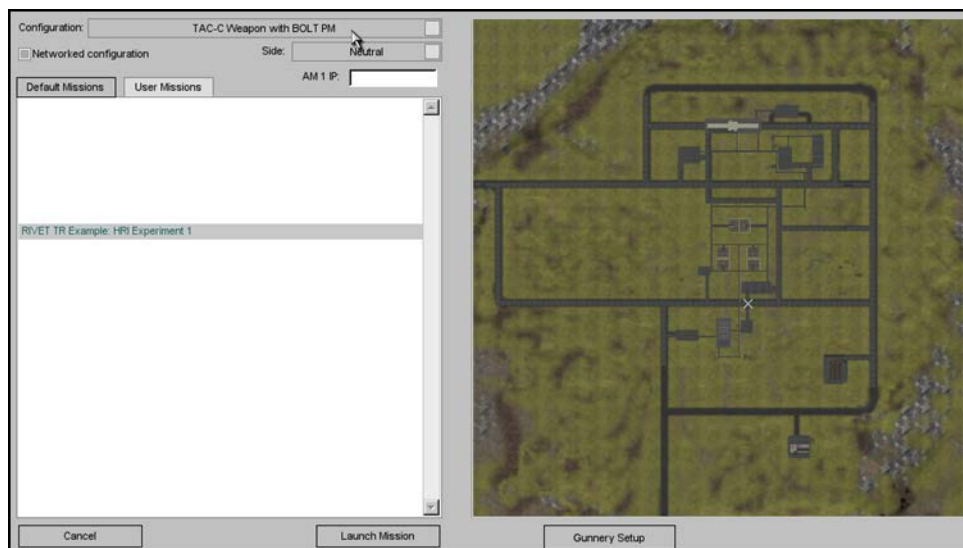 Configuration: TAC-C Weapon with BOLT PM
Networked configuration Side: Neutral
AM 1 IP:
Default Missions User Missions
RIVET TR Example: HRI Experiment 1
Cancel Launch Mission Gunnery Setup